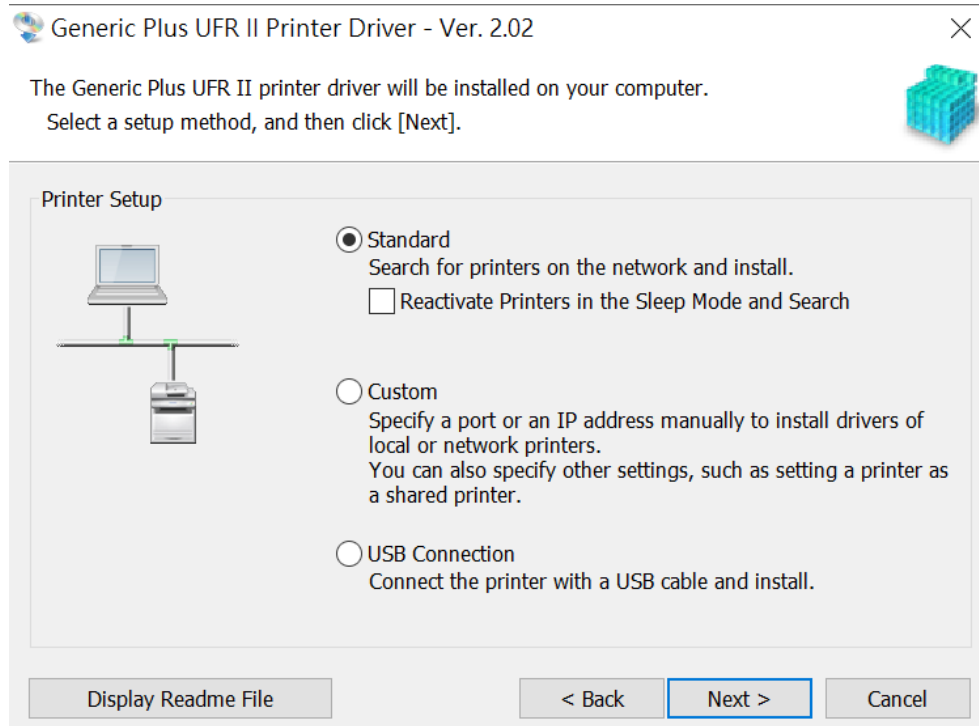 Generic Plus UFR II Printer Driver - Ver. 2.02
The Generic Plus UFR II printer driver will be installed on your computer.
Select a setup method, and then click [Next].
Printer Setup
Standard
Search for printers on the network and install.
Reactivate Printers in the Sleep Mode and Search
Custom
Specify a port or an IP address manually to install drivers of
local or network printers.
You can also specify other settings, such as setting a printer as
a shared printer.
USB Connection
Connect the printer with a USB cable and install.
Display Readme File
< Back
Next >
Cancel